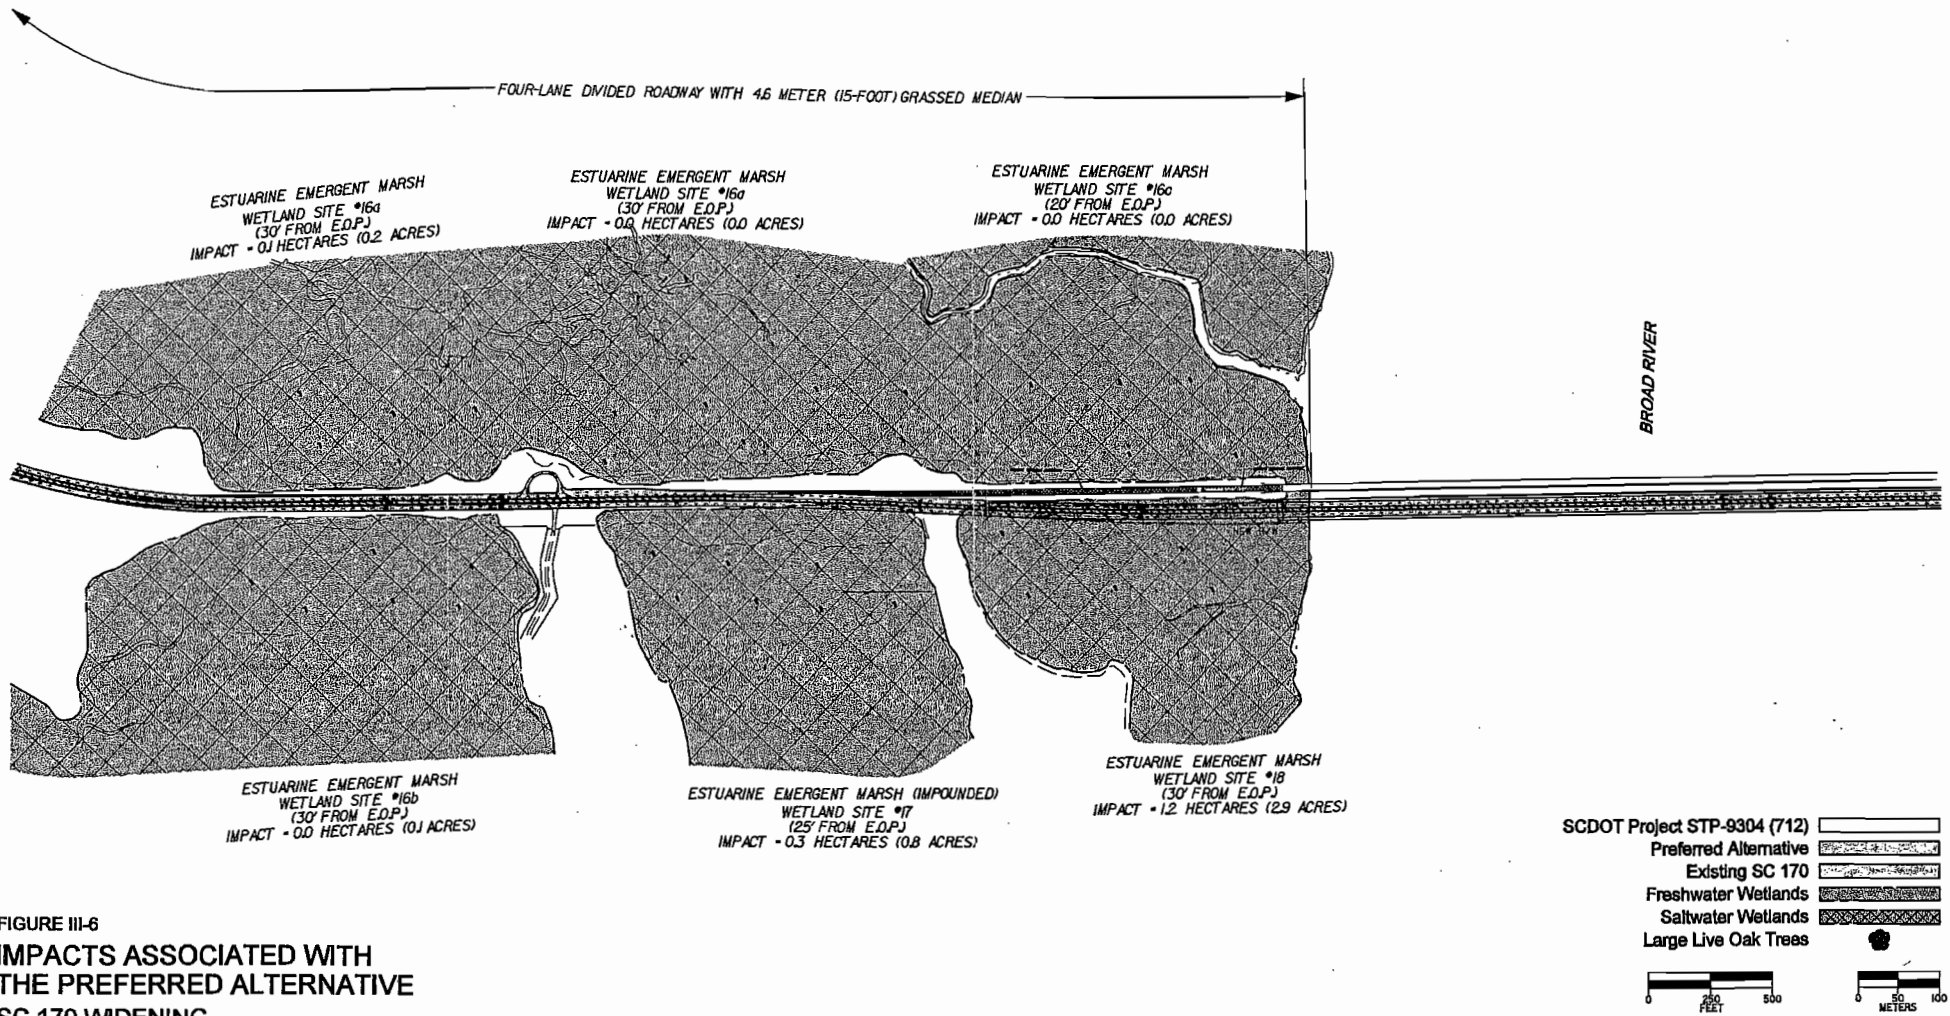 FOUR-LANE DIVIDED ROADWAY WITH 4.6 METER (15-FOOT) GRASSED MEDIAN
ESTUARINE EMERGENT MARSH
WETLAND SITE #16a
(30' FROM E.O.P.)
IMPACT = 0.1 HECTARES (0.2 ACRES)
ESTUARINE EMERGENT MARSH
WETLAND SITE #16a
(30' FROM E.O.P.)
IMPACT = 0.0 HECTARES (0.0 ACRES)
ESTUARINE EMERGENT MARSH
WETLAND SITE #16a
(20' FROM E.O.P.)
IMPACT = 0.0 HECTARES (0.0 ACRES)
BROAD RIVER
ESTUARINE EMERGENT MARSH
WETLAND SITE #16b
(30' FROM E.O.P.)
IMPACT = 0.0 HECTARES (0.1 ACRES)
ESTUARINE EMERGENT MARSH (IMPOUNDED)
WETLAND SITE #17
(25' FROM E.O.P.)
IMPACT = 0.3 HECTARES (0.8 ACRES)
ESTUARINE EMERGENT MARSH
WETLAND SITE #18
(30' FROM E.O.P.)
IMPACT = 1.2 HECTARES (2.9 ACRES)
SCDOT Project STP-9304 (712)
Preferred Alternative
Existing SC 170
Freshwater Wetlands
Saltwater Wetlands
Large Live Oak Trees
0 250 500
FEET
0 50 100
METERS
FIGURE III-6
IMPACTS ASSOCIATED WITH
THE PREFERRED ALTERNATIVE
SC 170 WIDENING